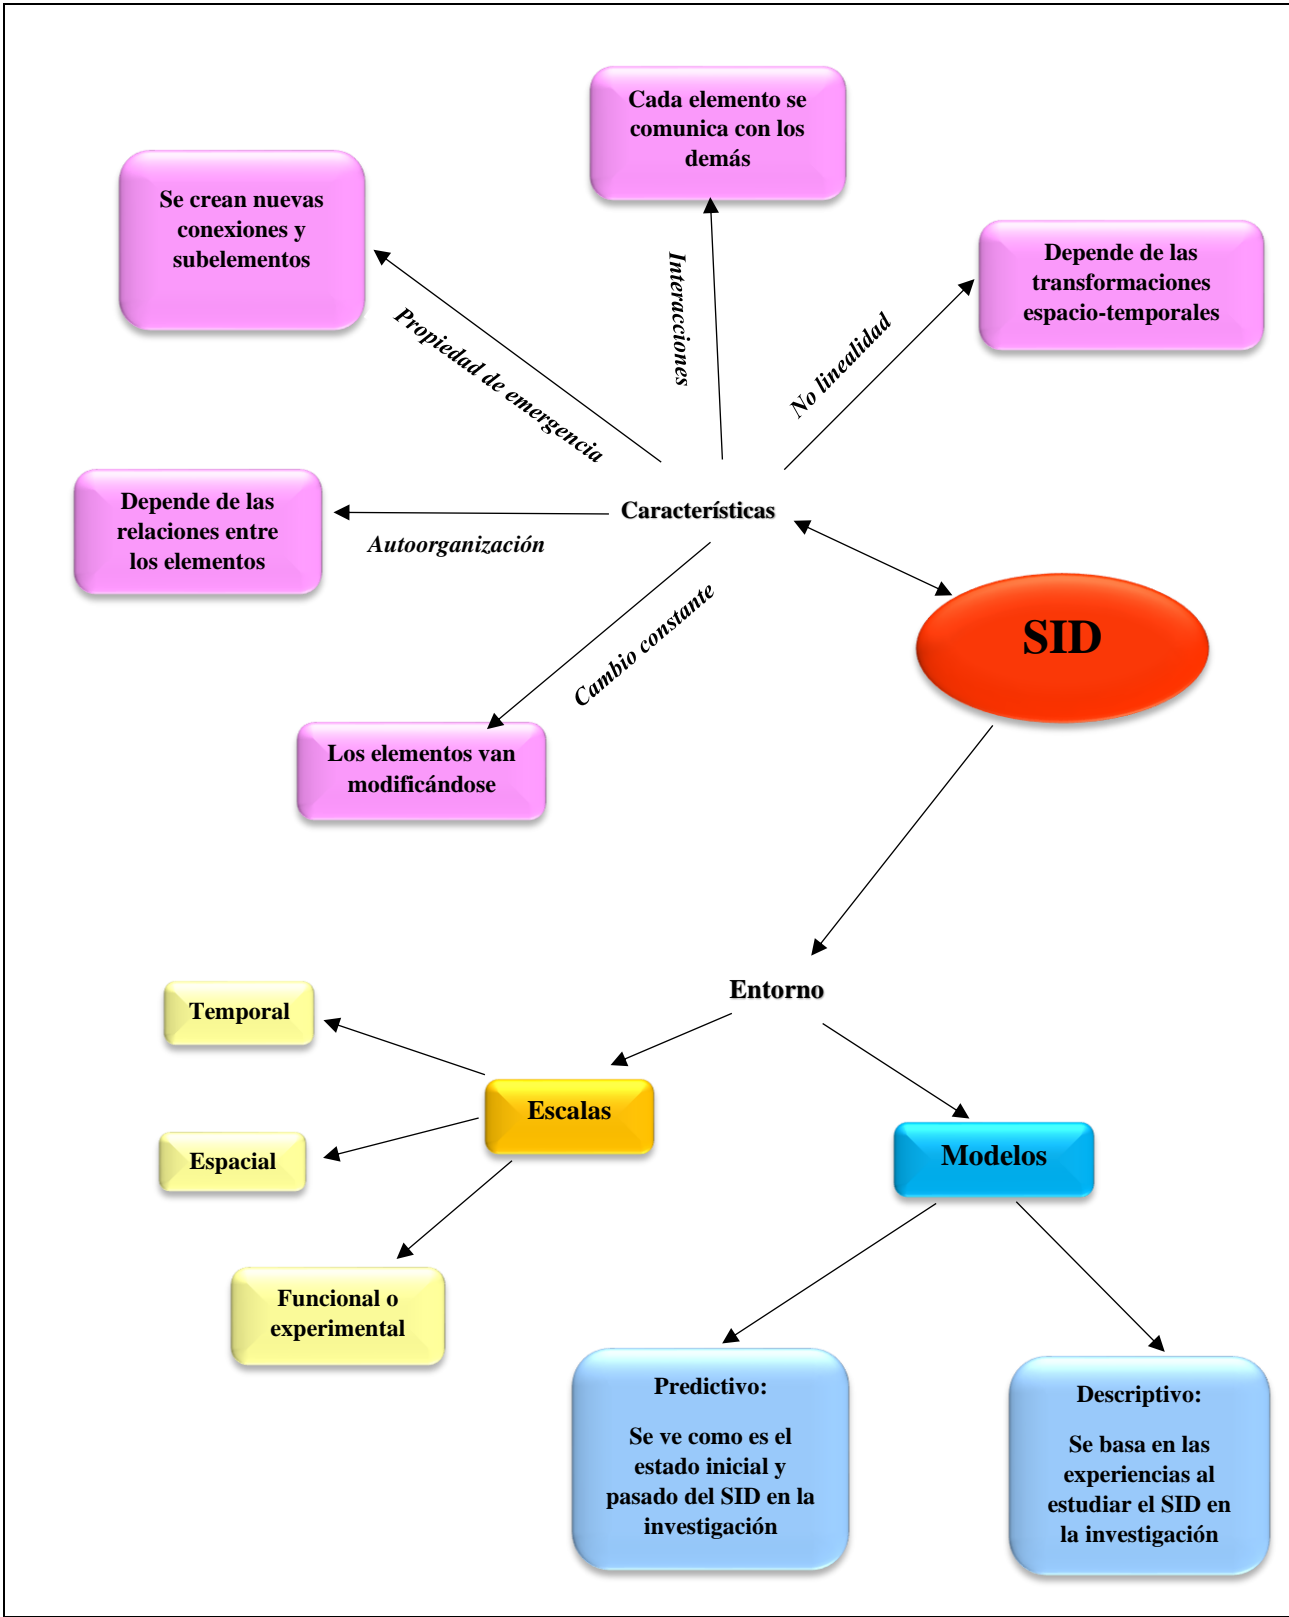 Cada elemento se
comunica con los
demás
Se crean nuevas
conexiones y
subelementos
Depende de las
transformaciones
espacio-temporales
Interacciones
Propiedad de emergencia
No linealidad
Depende de las
relaciones entre
los elementos
Autoorganización
Característícas
Cambio constante
SID
Los elementos van
modificándose
Entorno
Temporal
Escalas
Espacial
Modelos
Funcional o
experimental
Predictivo:
Se ve como es el
estado inicial y
pasado del SID en la
investigación
Descriptivo:
Se basa en las
experiencias al
estudiar el SID en
la investigación